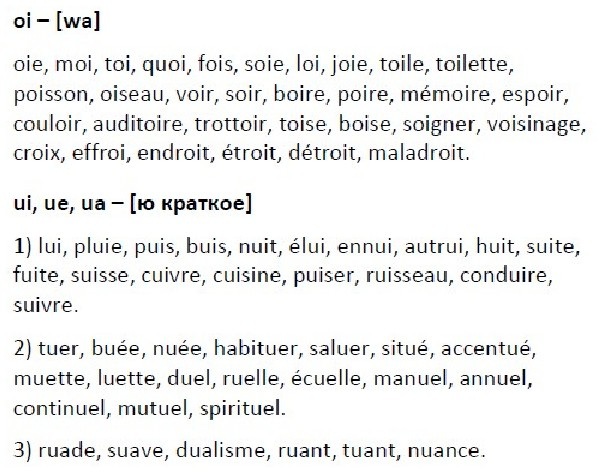 oi – [wa]
oie, moi, toi, quoi, fois, soie, loi, joie, toile, toilette,
poisson, oiseau, voir, soir, boire, poire, mémoire, espoir,
couloir, auditoire, trottoir, toise, boise, soigner, voisinage,
croix, effroi, endroit, étroit, détroit, maladroit.
ui, ue, ua – [ю краткое]
1) lui, pluie, puis, buis, nuit, élui, ennui, autrui, huit, suite,
fuite, suisse, cuivre, cuisine, puiser, ruisseau, conduire,
suivre.
2) tuer, buée, nuée, habituer, saluer, situé, accentué,
muette, luette, duel, ruelle, écuelle, manuel, annuel,
continuel, mutuel, spirituel.
3) ruade, suave, dualisme, ruant, tuant, nuance.